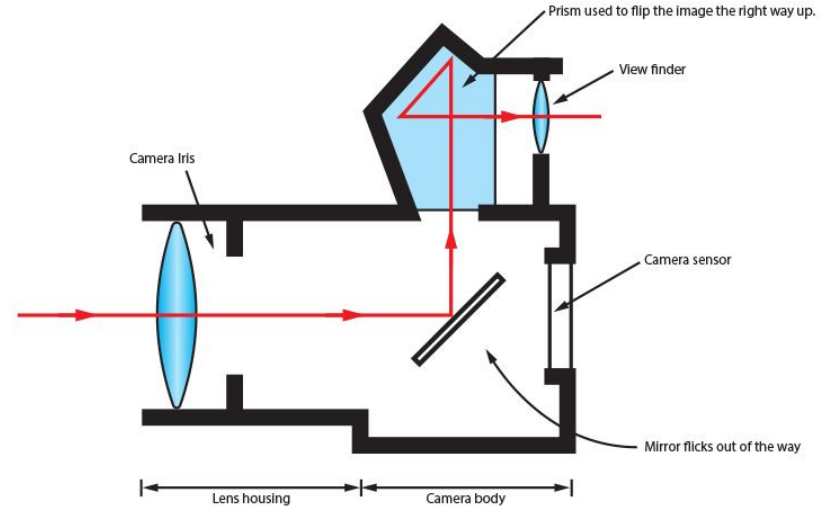 Prism used to flip the image the right way up.
View finder
Camera Iris
Camera sensor
Mirror flicks out of the way
Lens housing
Camera body